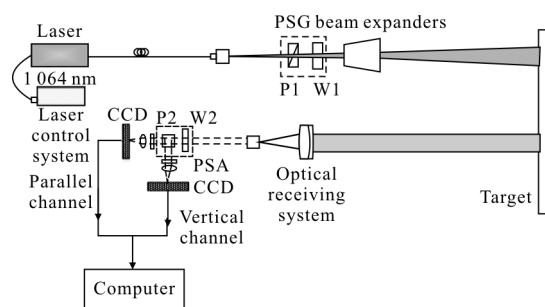 Laser
PSG beam expanders
1 064 nm
P1 W1
Laser
control
system
CCD P2 W2
PSA
CCD
Parallel
channel
Vertical
channel
Optical
receiving
system
Target
Computer